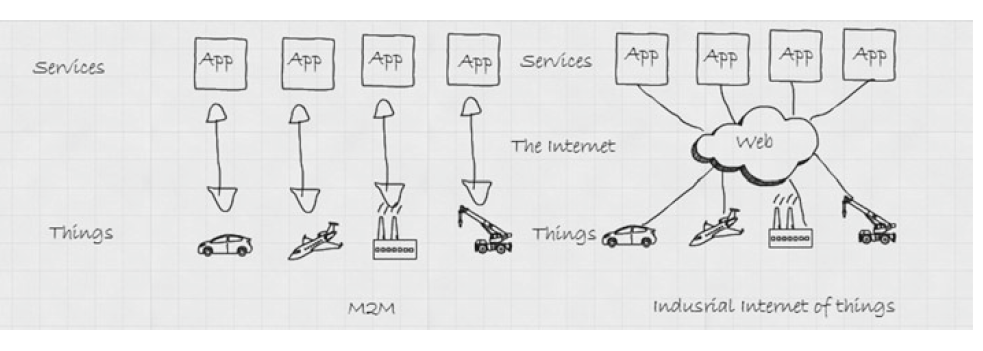 Services
App
App
App
App
Services
App
App
App
App
The Internet
Web
Things
Things
M2M
Indusrial Internet of things